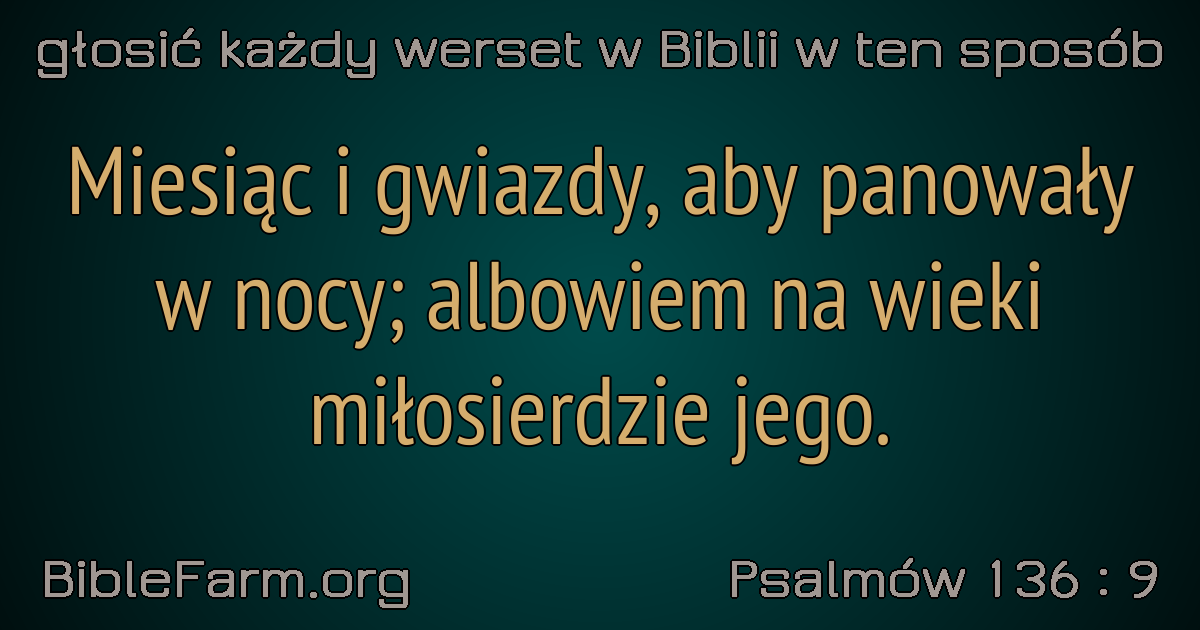 głosić każdy werset w Biblii w ten sposób
Miesiąc i gwiazdy, aby panowały
w nocy; albowiem na wieki
miłosierdzie jego.
BibleFarm.org
Psalmów 136 : 9